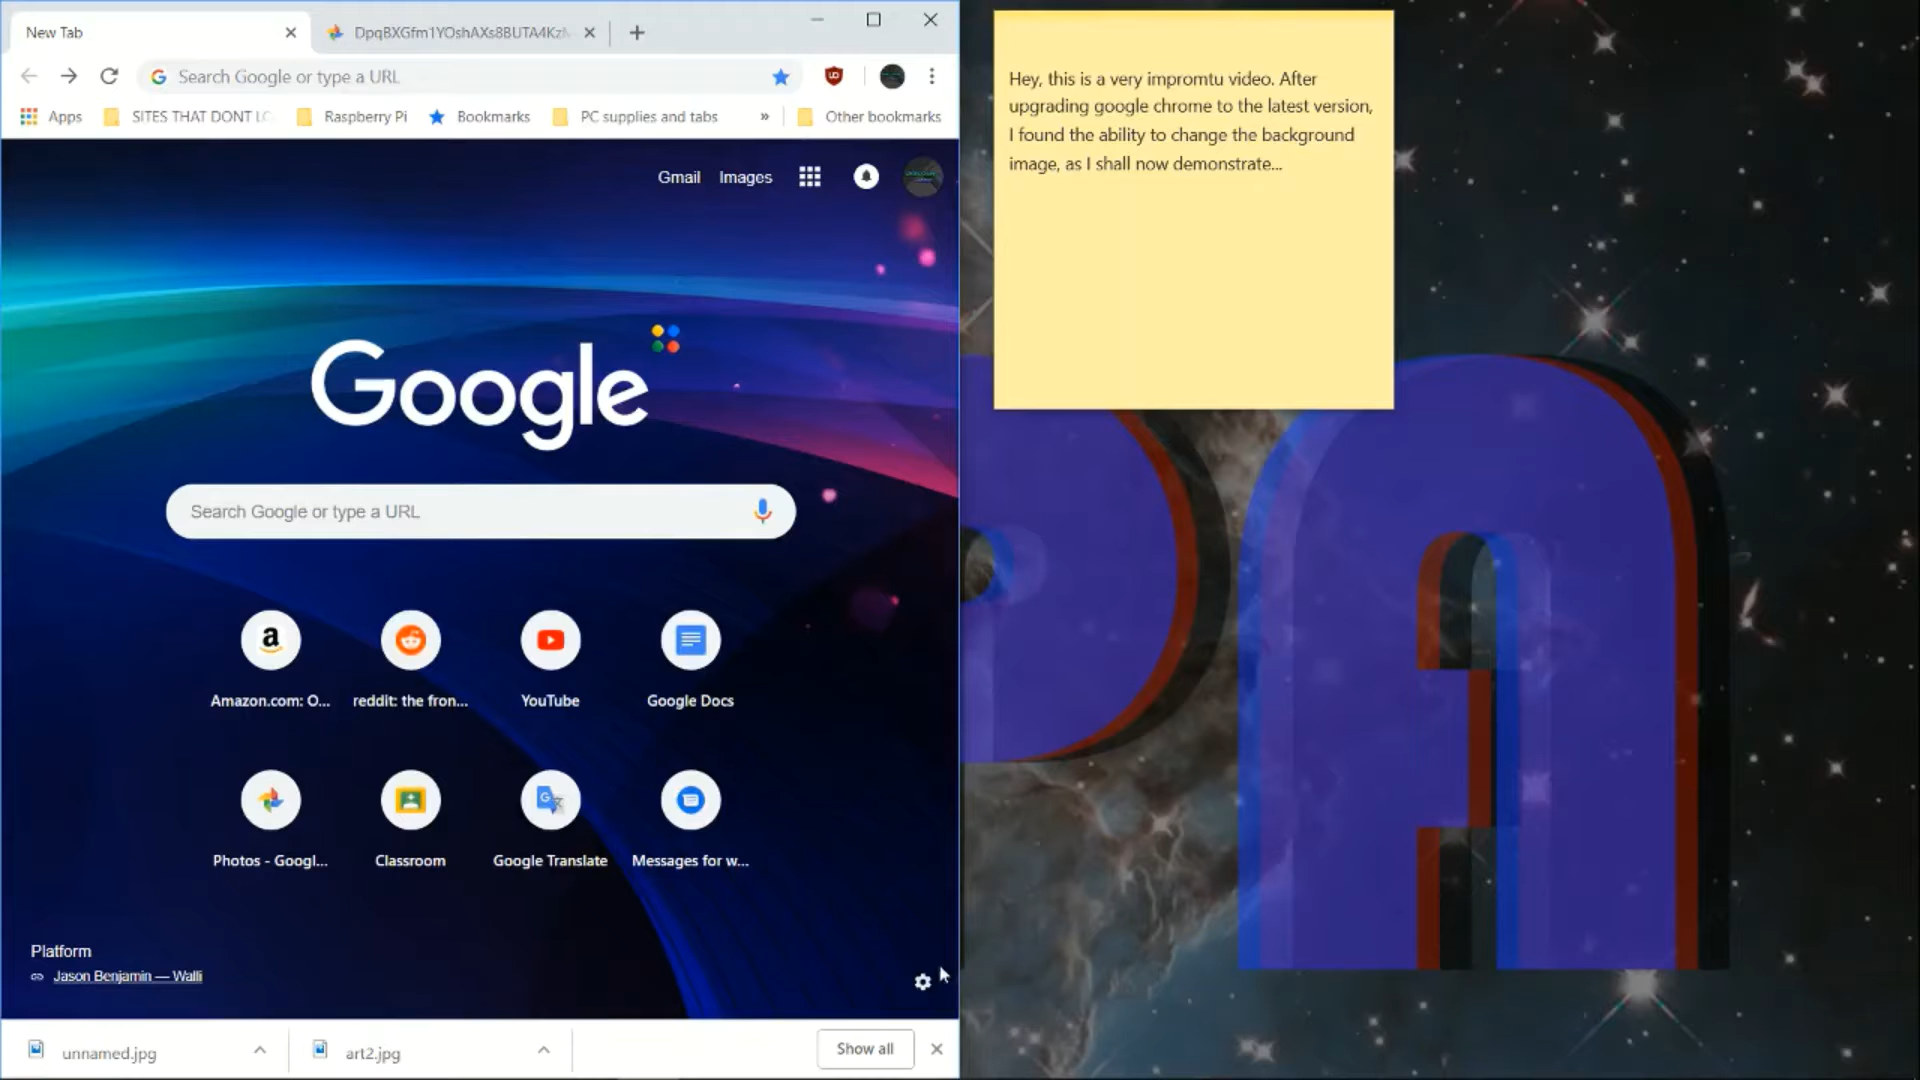 New Tab
DpqBXGfm1YOshAXs8BUTA4Kz
Search Google or type a URL
Apps
SITES THAT DONT LO
Raspberry Pi
Bookmarks
PC supplies and tabs
»
Other bookmarks
Gmail
Images
Google
Search Google or type a URL
Amazon.com: O...
reddit: the fron...
YouTube
Google Docs
Photos - Googl...
Classroom
Google Translate
Messages for w...
Platform
Jason Benjamin — Walli
unnamed.jpg
art2.jpg
Show all
Hey, this is a very impromtu video. After
upgrading google chrome to the latest version,
I found the ability to change the background
image, as I shall now demonstrate...
PA